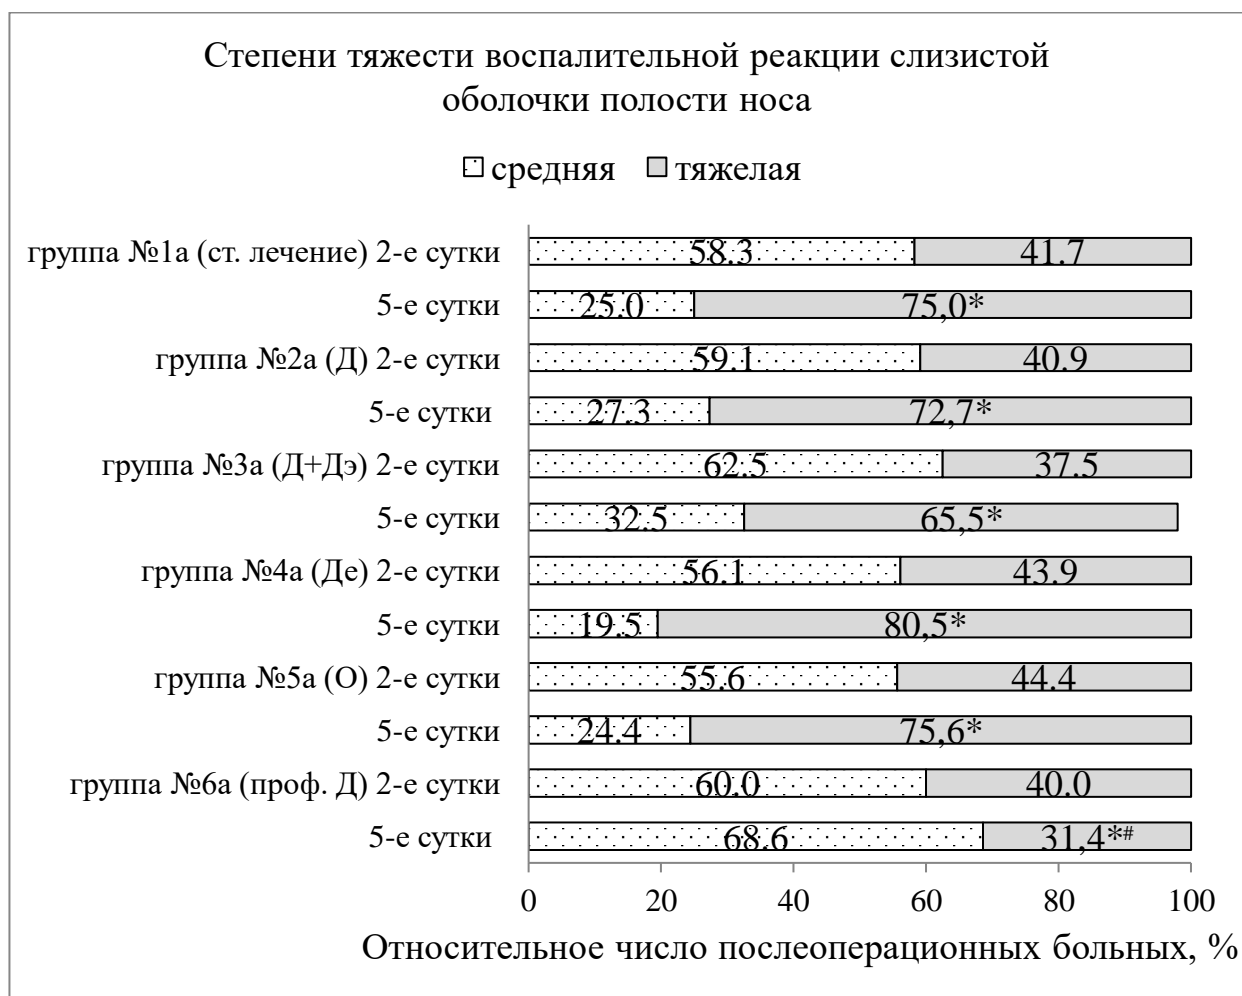 Степени тяжести воспалительной реакции слизистой
оболочки полости носа
средняя тяжелая
группа №1а (ст. лечение) 2-е сутки 58.3 41.7
5-е сутки 25.0 75,0*
группа №2а (Д) 2-е сутки 59.1 40.9
5-е сутки 27.3 72,7*
группа №3а (Д+Дэ) 2-е сутки 62.5 37.5
5-е сутки 32.5 65,5*
группа №4а (Де) 2-е сутки 56.1 43.9
5-е сутки 19.5 80,5*
группа №5а (О) 2-е сутки 55.6 44.4
5-е сутки 24.4 75,6*
группа №6а (проф. Д) 2-е сутки 60.0 40.0
5-е сутки 68.6 31,4*#
0 20 40 60 80 100
Относительное число послеоперационных больных, %